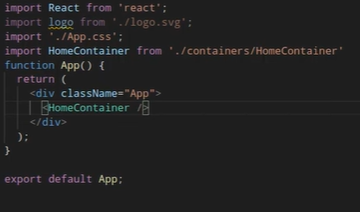 import React from 'react';
import logo from './logo.svg';
import './App.css';
import HomeContainer from './containers/HomeContainer'
function App() {
  return (
    <div className="App">
      <HomeContainer />
    </div>
  );
}

export default App;